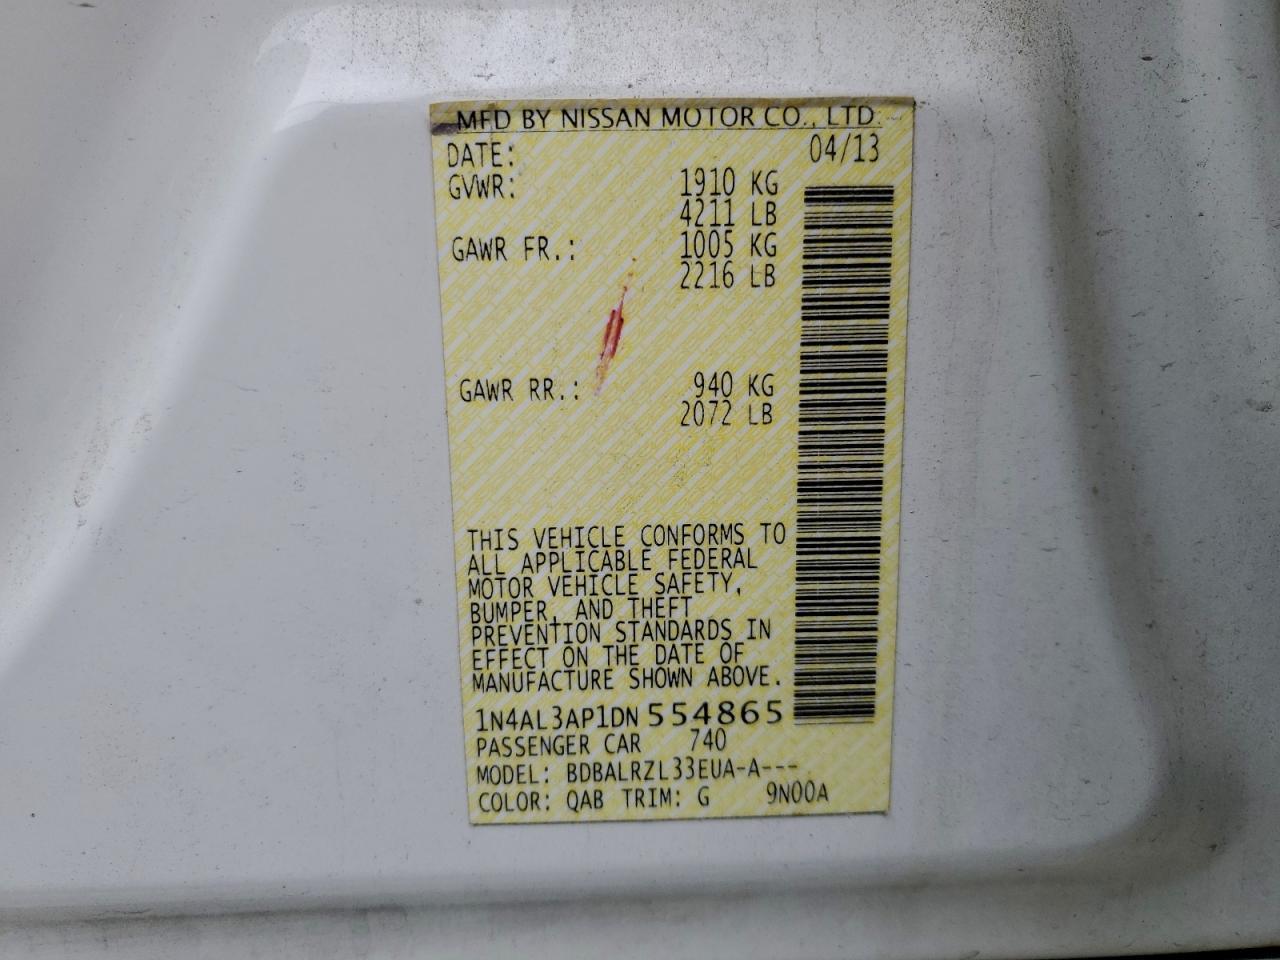 MFD BY NISSAN MOTOR CO., LTD.
DATE: 04/13
GVWR: 1910 KG
4211 LB
GAWR FR.: 1005 KG
2216 LB
GAWR RR.: 940 KG
2072 LB
THIS VEHICLE CONFORMS TO
ALL APPLICABLE FEDERAL
MOTOR VEHICLE SAFETY,
BUMPER, AND THEFT
PREVENTION STANDARDS IN
EFFECT ON THE DATE OF
MANUFACTURE SHOWN ABOVE.
1N4AL3AP1DN554865
PASSENGER CAR 740
MODEL: BDBALRZL33EUA-A---
COLOR: QAB TRIM: G 9N00A